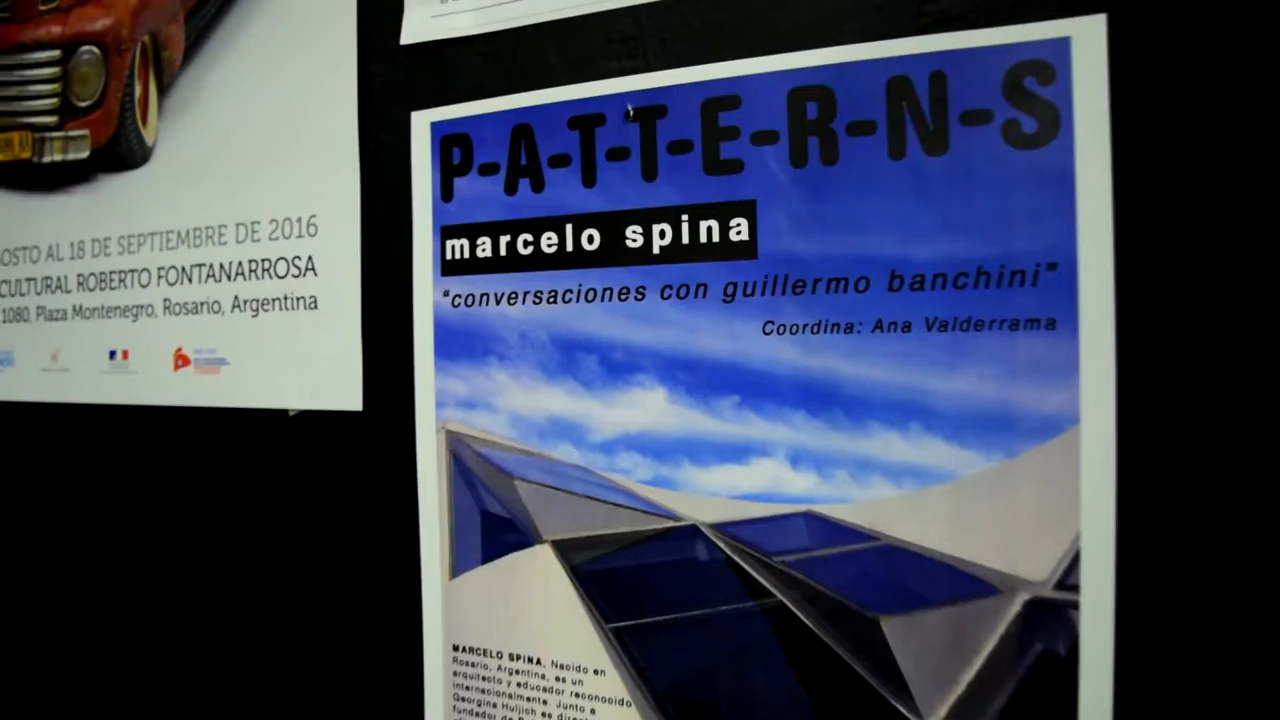 OSTO AL 18 DE SEPTIEMBRE DE 2016
CULTURAL ROBERTO FONTANARROSA
1080, Plaza Montenegro, Rosario, Argentina
P-A-T-T-E-R-N-S
marcelo spina
"conversaciones con guillermo banchini"
Coordina: Ana Valderrama
MARCELO SPINA, Nacido en
Rosario, Argentina, es un
arquitecto y educador reconocido
internacionalmente. Junto a
Georgina Huljich es direc
fundador de